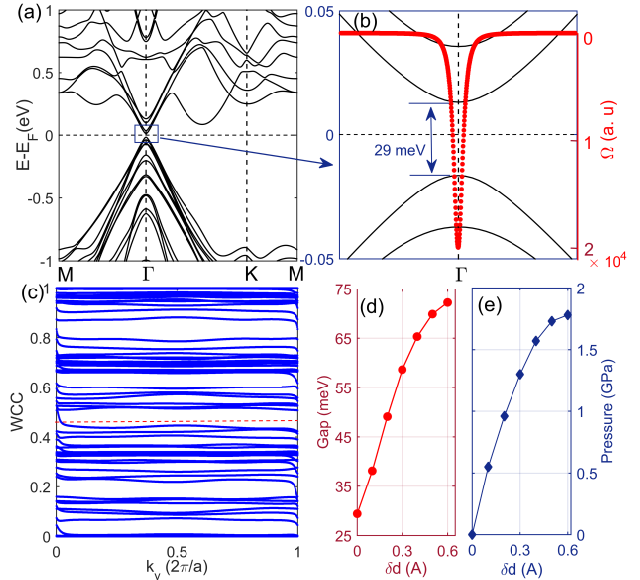 (a)
1
0.5
0
-0.5
-1
E-E_F(eV)
M
Γ
K
M
(b)
0.05
0
-0.05
29 meV
Γ
0
1
2
× 10^4
Ω (a. u)
(c)
1
0.8
0.6
0.4
0.2
0
WCC
0
0.5
1
k_y (2π/a)
(d)
75
65
55
45
35
25
Gap (meV)
0
0.3
0.6
δd (A)
(e)
2
1.5
1
0.5
0
Pressure (GPa)
0
0.3
0.6
δd (A)